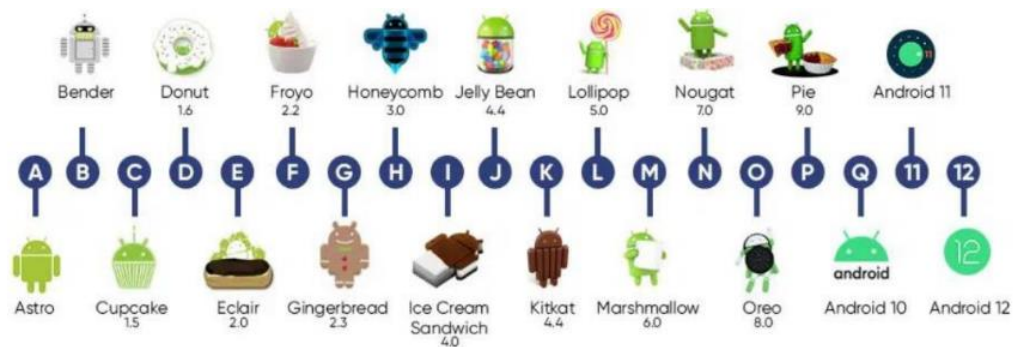 Bender Donut Froyo Honeycomb Jelly Bean Lollipop Nougat Pie Android 11
1.6 2.2 3.0 4.4 5.0 7.0 9.0
A B C D E F G H I J K L M N O P Q 11 12
12
android
Astro Cupcake Eclair Gingerbread Ice Cream Kitkat Marshmallow Oreo Android 10 Android 12
1.5 2.0 2.3 Sandwich 4.4 6.0 8.0
4.0